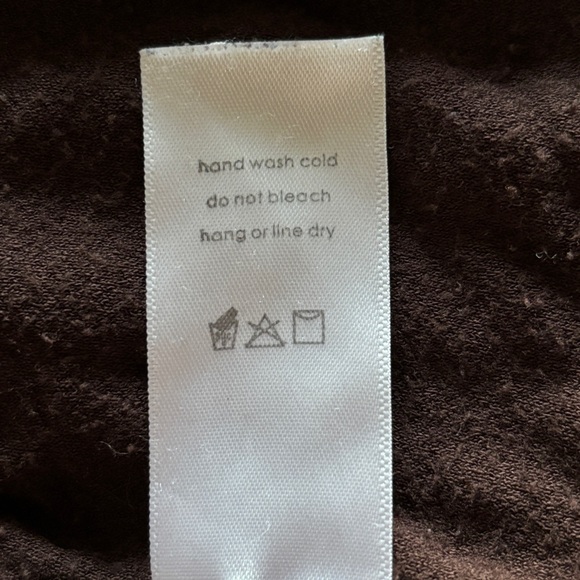 hand wash cold
do not bleach
hang or line dry